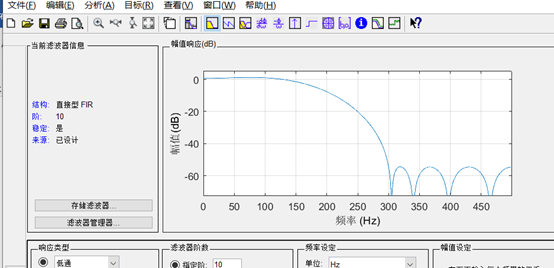 文件(F) 编辑(E) 分析(A) 目标(R) 查看(V) 窗口(W) 帮助(H)
当前滤波器信息
幅值响应(dB)
结构: 直接型 FIR
阶: 10
稳定: 是
来源: 已设计
存储滤波器...
滤波器管理器...
幅值(dB)
0
-20
-40
-60
0 50 100 150 200 250 300 350 400 450
频率 (Hz)
响应类型
滤波器阶数
频率设定
幅值设定
低通
指定阶: 10
单位: Hz